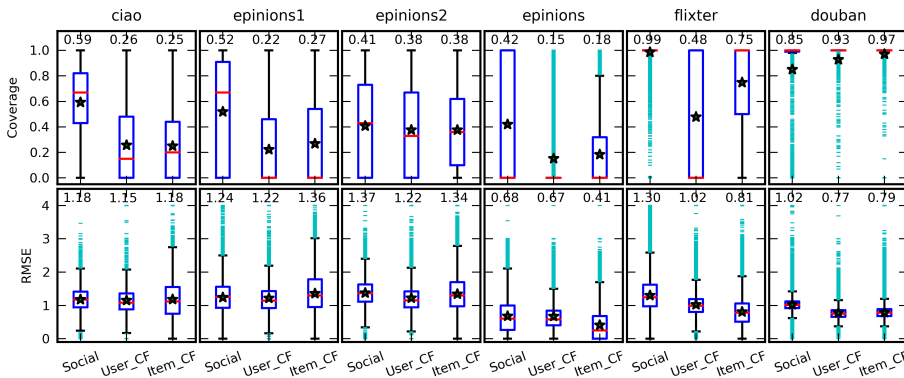 ciao epinions1 epinions2 epinions flixter douban
0.59 0.26 0.25 0.52 0.22 0.27 0.41 0.38 0.38 0.42 0.15 0.18 0.99 0.48 0.75 0.85 0.93 0.97
1.0
0.8
0.6
0.4
0.2
0.0
Coverage
1.18 1.15 1.18 1.24 1.22 1.36 1.37 1.22 1.34 0.68 0.67 0.41 1.30 1.02 0.81 1.02 0.77 0.79
4
3
2
1
0
RMSE
Social User_CF Item_CF Social User_CF Item_CF Social User_CF Item_CF Social User_CF Item_CF Social User_CF Item_CF Social User_CF Item_CF